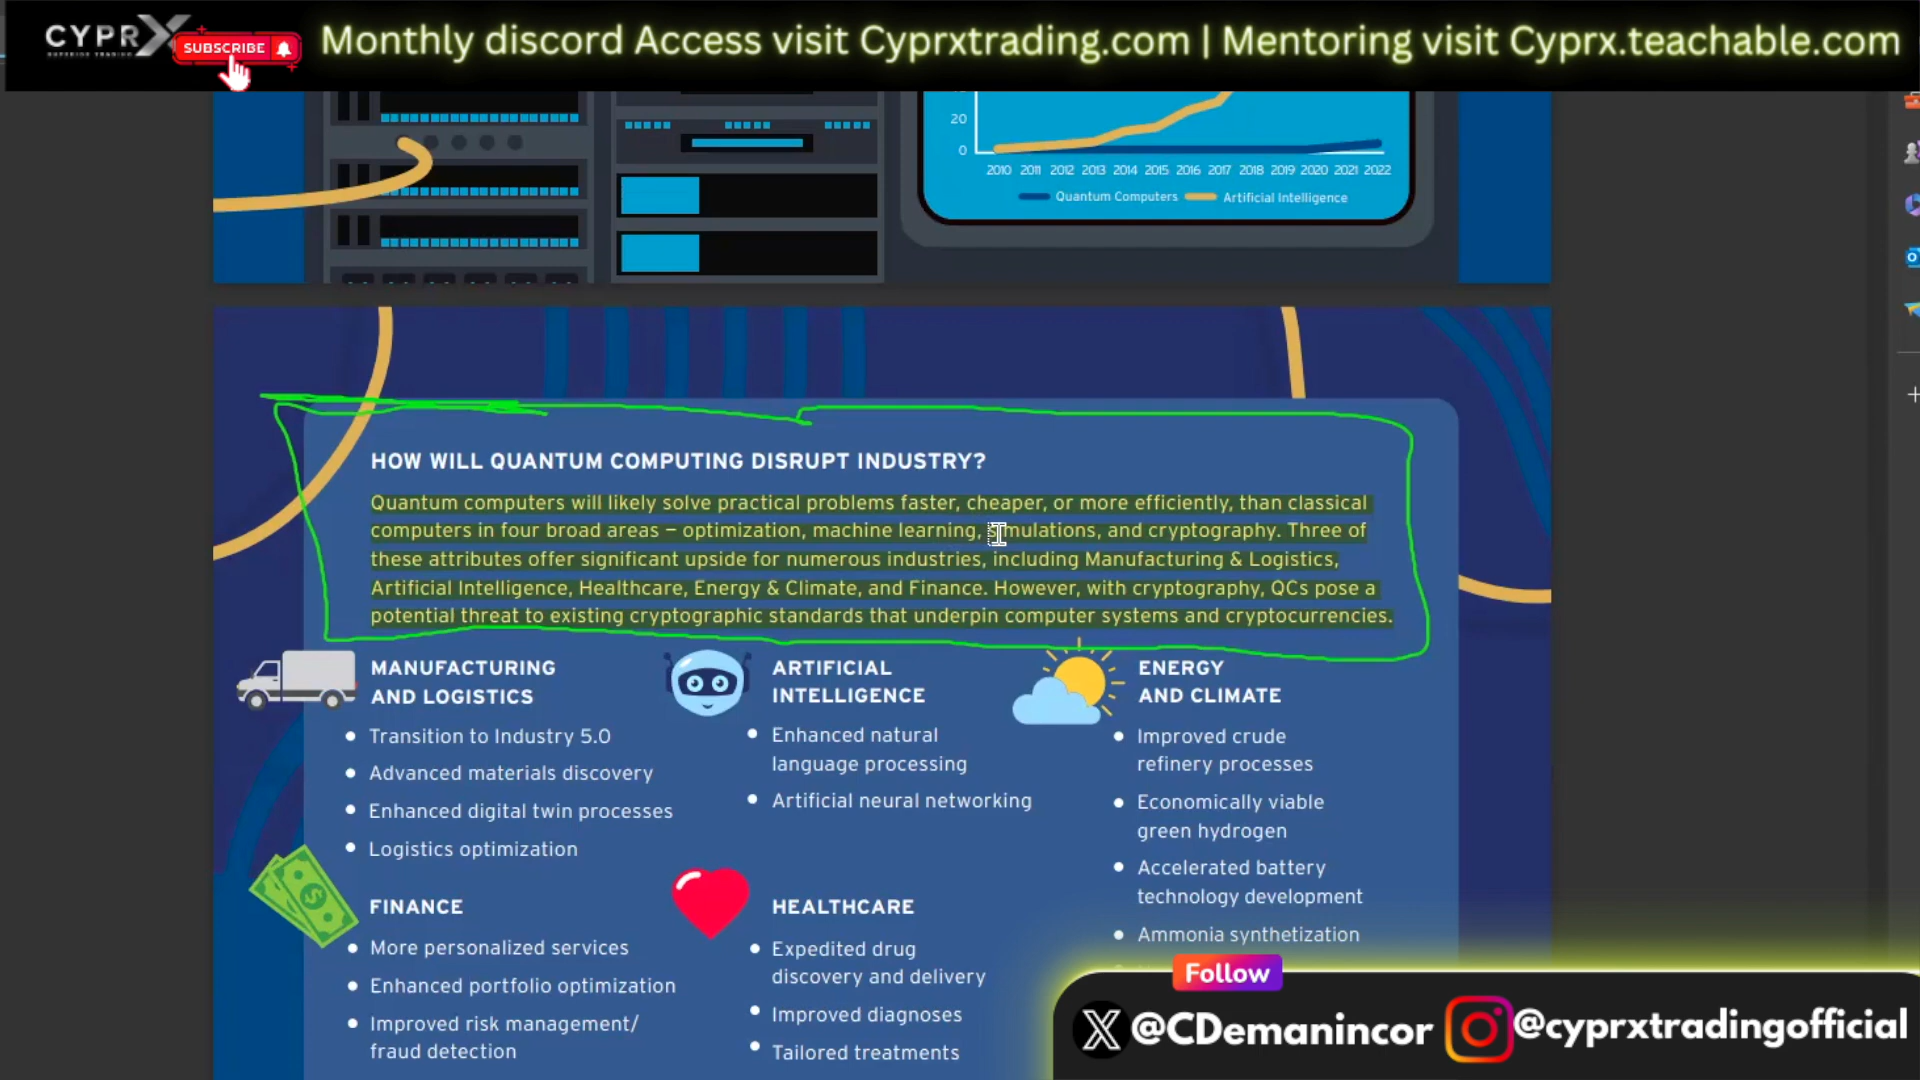 CYPRX
SUPERIOR TRADING
SUBSCRIBE
Monthly discord Access visit Cyprxtrading.com | Mentoring visit Cyprx.teachable.com
20
0
2010 2011 2012 2013 2014 2015 2016 2017 2018 2019 2020 2021 2022
Quantum Computers Artificial Intelligence
HOW WILL QUANTUM COMPUTING DISRUPT INDUSTRY?
Quantum computers will likely solve practical problems faster, cheaper, or more efficiently, than classical
computers in four broad areas – optimization, machine learning, simulations, and cryptography. Three of
these attributes offer significant upside for numerous industries, including Manufacturing & Logistics,
Artificial Intelligence, Healthcare, Energy & Climate, and Finance. However, with cryptography, QCs pose a
potential threat to existing cryptographic standards that underpin computer systems and cryptocurrencies.
MANUFACTURING
AND LOGISTICS
• Transition to Industry 5.0
• Advanced materials discovery
• Enhanced digital twin processes
• Logistics optimization
ARTIFICIAL
INTELLIGENCE
• Enhanced natural
language processing
• Artificial neural networking
ENERGY
AND CLIMATE
• Improved crude
refinery processes
• Economically viable
green hydrogen
• Accelerated battery
technology development
• Ammonia synthetization
FINANCE
• More personalized services
• Enhanced portfolio optimization
• Improved risk management/
fraud detection
HEALTHCARE
• Expedited drug
discovery and delivery
• Improved diagnoses
• Tailored treatments
Follow
@CDemanincor @cyprxtradingofficial